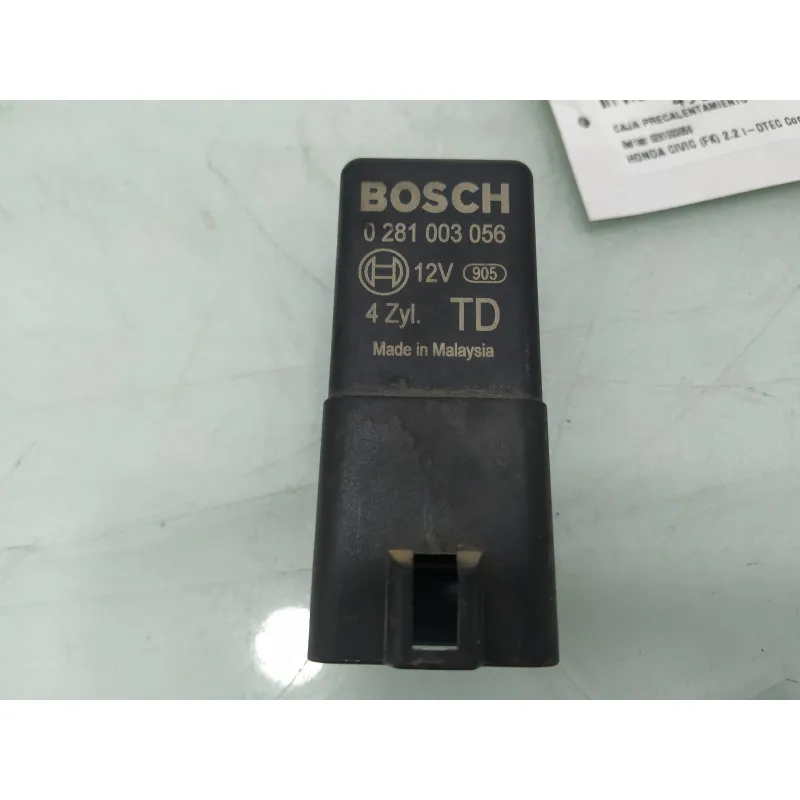 BOSCH
0 281 003 056
12V 905
4 Zyl. TD
Made in Malaysia
CAJA PRECALENTAMIENTO
HONDA CIVIC (FK) 2.2 i-DTEC